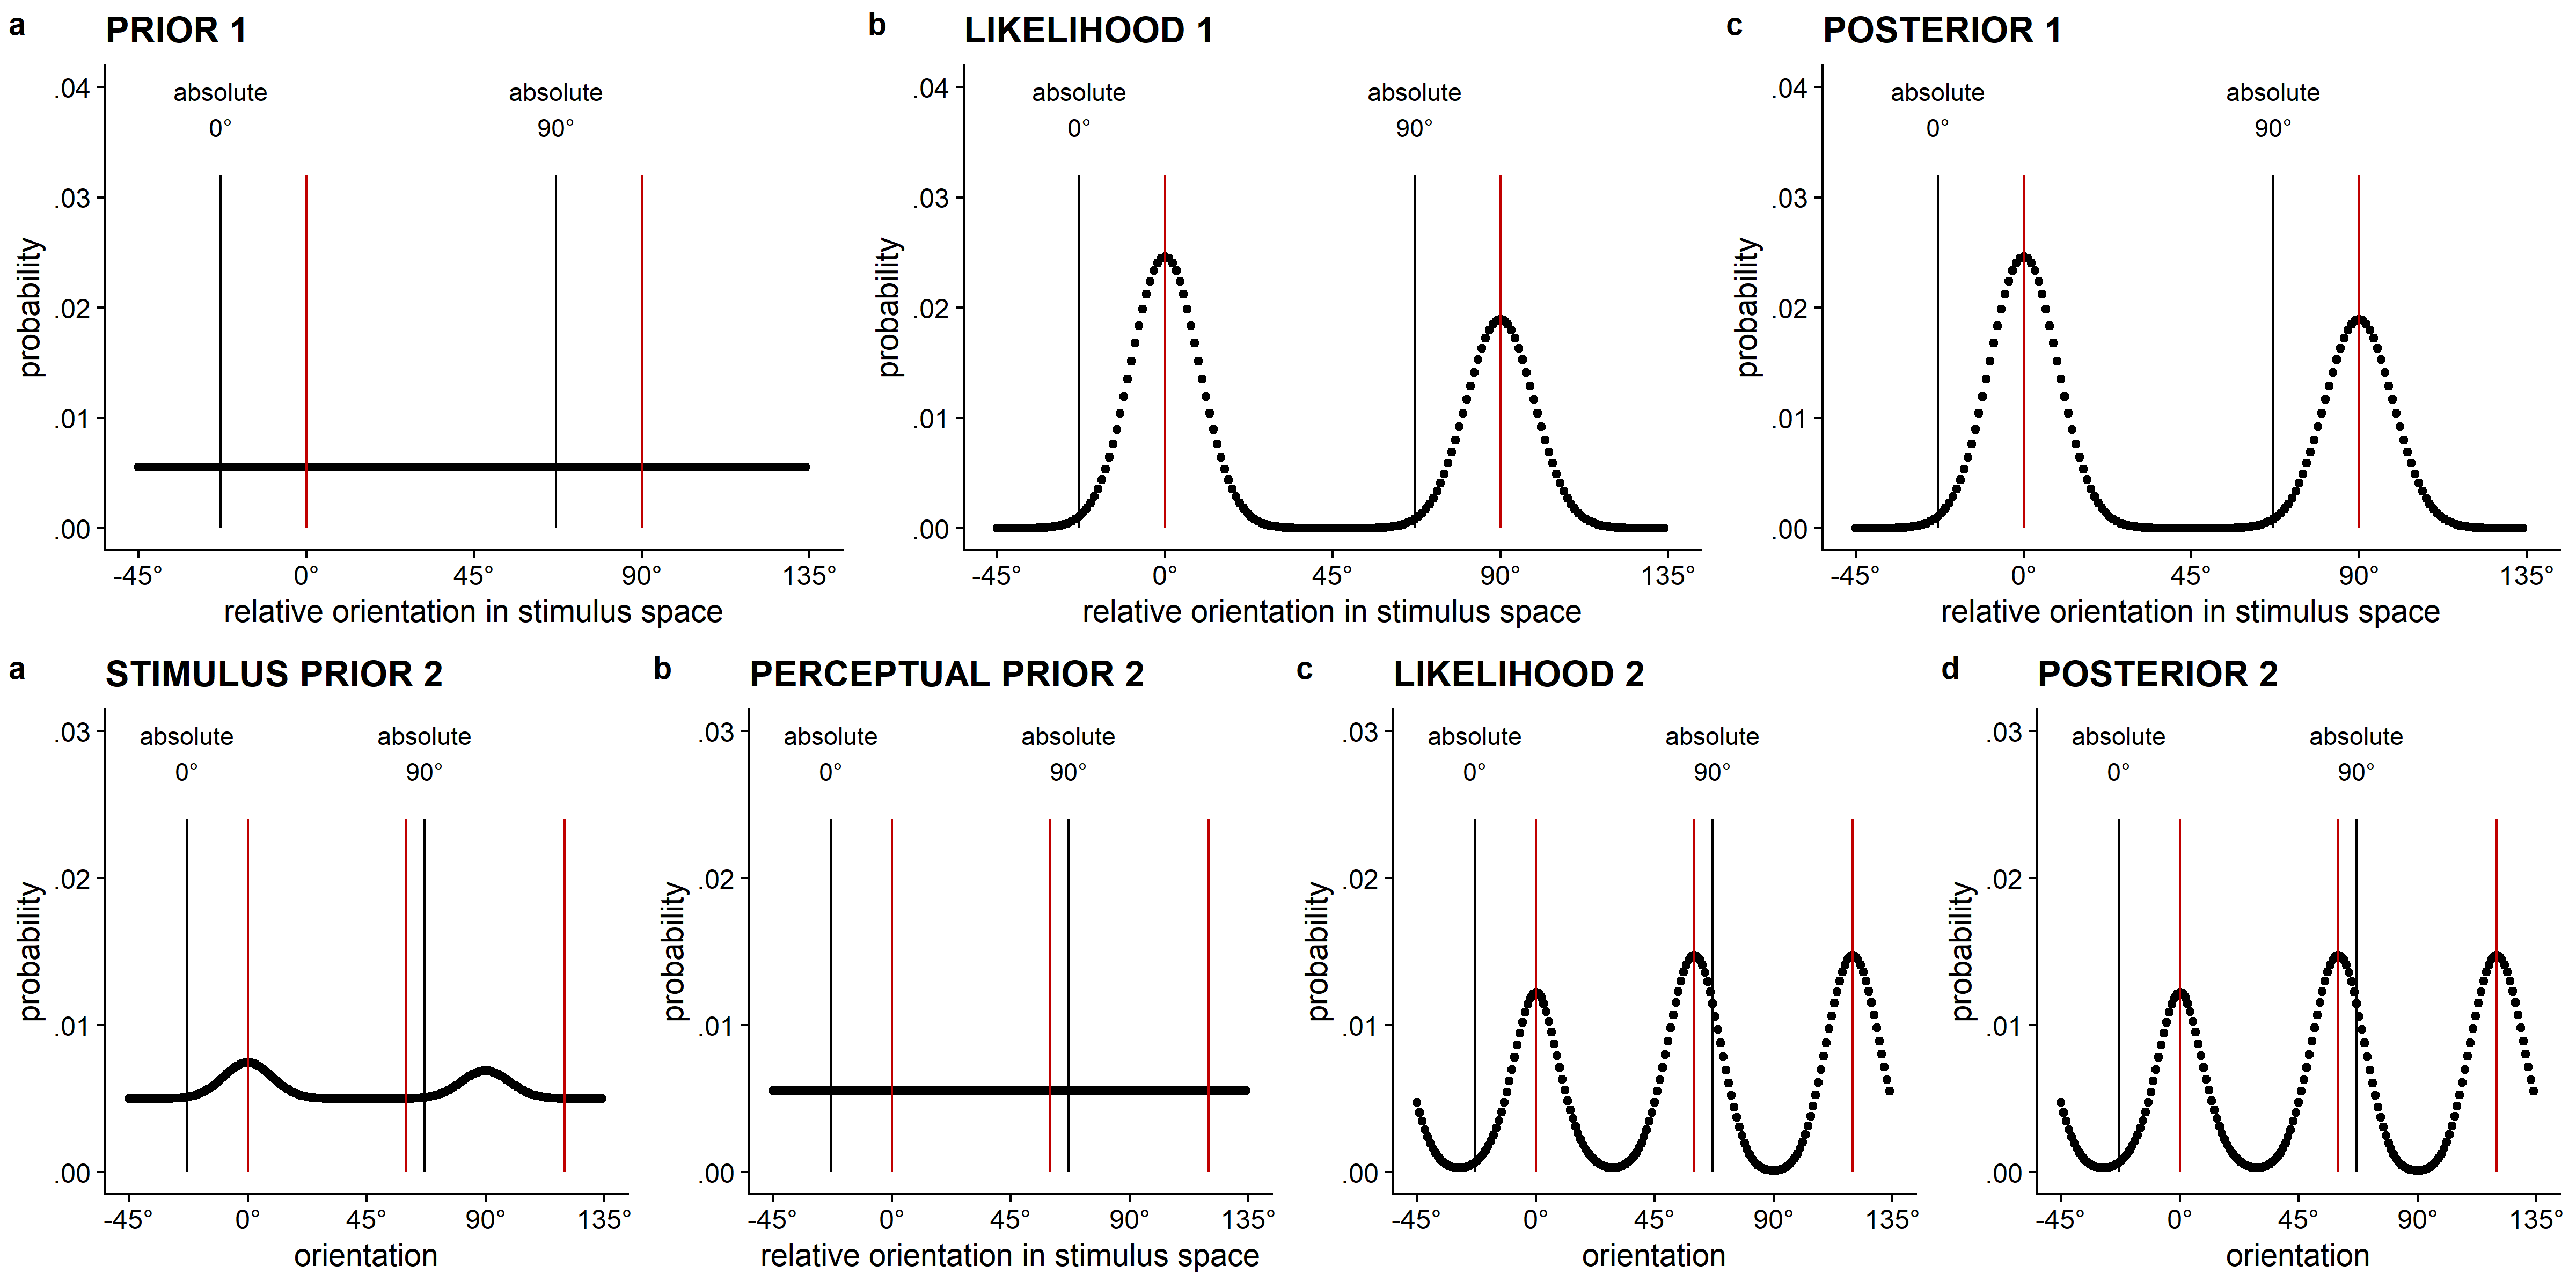 a PRIOR 1
absolute absolute
0° 90°
.04
.03
.02
.01
.00
probability
-45° 0° 45° 90° 135°
relative orientation in stimulus space
b LIKELIHOOD 1
absolute absolute
0° 90°
.04
.03
.02
.01
.00
probability
-45° 0° 45° 90° 135°
relative orientation in stimulus space
c POSTERIOR 1
absolute absolute
0° 90°
.04
.03
.02
.01
.00
probability
-45° 0° 45° 90° 135°
relative orientation in stimulus space
a STIMULUS PRIOR 2
absolute absolute
0° 90°
.03
.02
.01
.00
probability
-45° 0° 45° 90° 135°
orientation
b PERCEPTUAL PRIOR 2
absolute absolute
0° 90°
.03
.02
.01
.00
probability
-45° 0° 45° 90° 135°
relative orientation in stimulus space
c LIKELIHOOD 2
absolute absolute
0° 90°
.03
.02
.01
.00
probability
-45° 0° 45° 90° 135°
orientation
d POSTERIOR 2
absolute absolute
0° 90°
.03
.02
.01
.00
probability
-45° 0° 45° 90° 135°
orientation